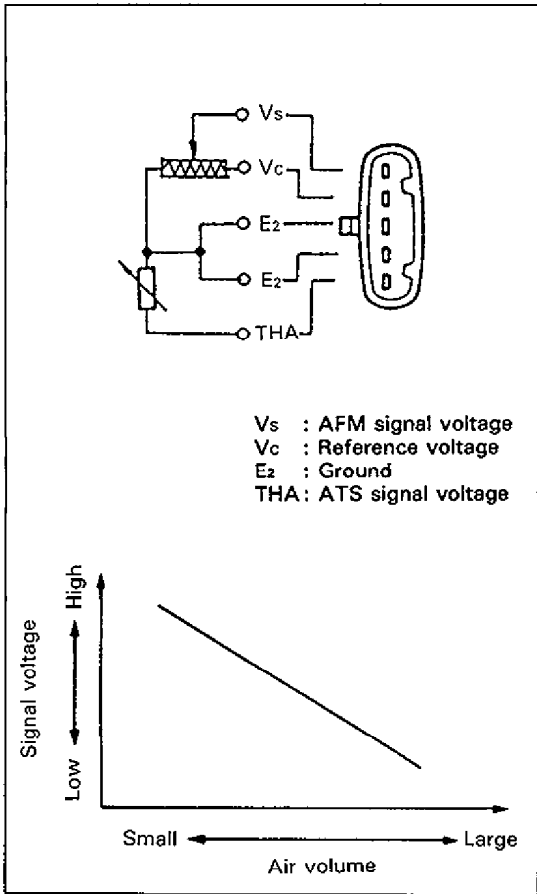 Vs
Vc
E2
E2
THA
Vs : AFM signal voltage
Vc : Reference voltage
E2 : Ground
THA : ATS signal voltage
Signal voltage
Low High
Small Large
Air volume